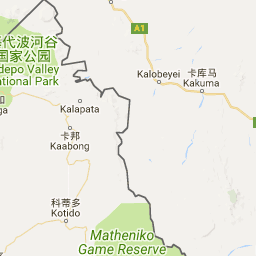 基代波河谷
国家公园
depo Valley
ational Park
A1
Kalobeyei
卡库马
Kakuma
Kalapata
卡邦
Kaabong
科蒂多
Kotido
Matheniko
Game Reserve